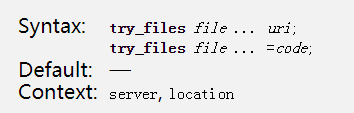 Syntax: try_files file ... uri;
try_files file ... =code;
Default: —
Context: server, location